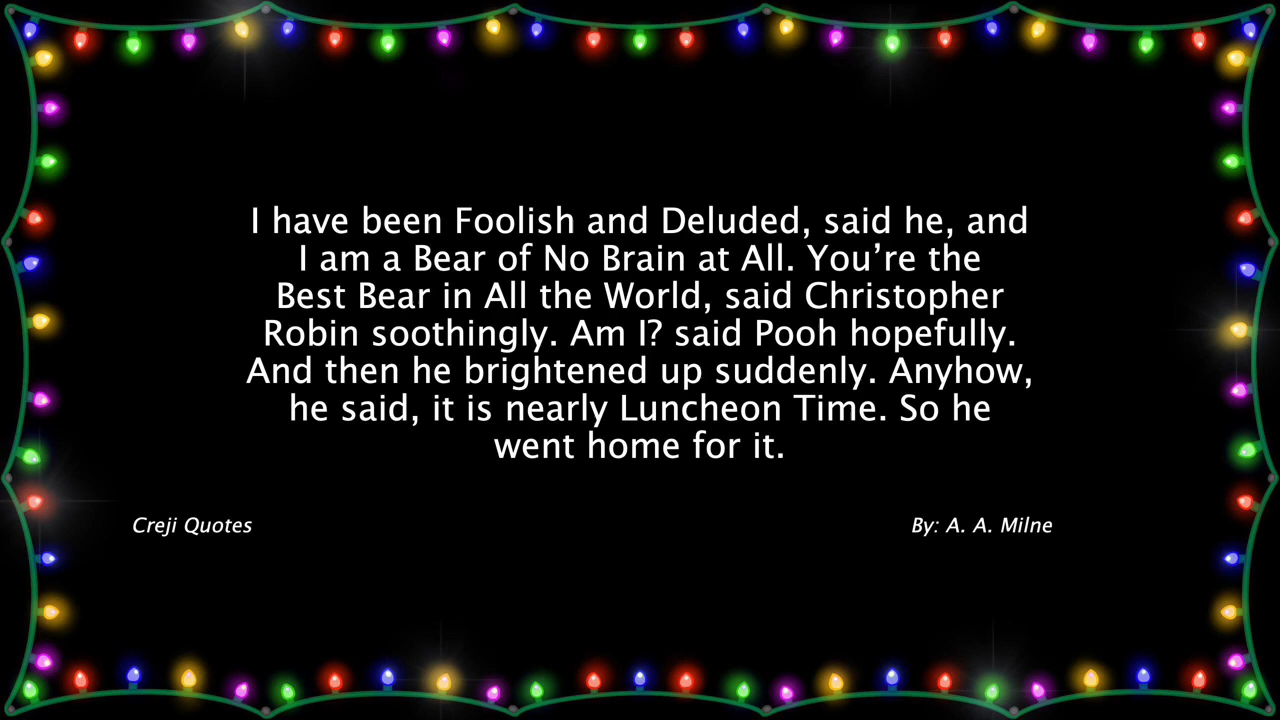 I have been Foolish and Deluded, said he, and
I am a Bear of No Brain at All. You’re the
Best Bear in All the World, said Christopher
Robin soothingly. Am I? said Pooh hopefully.
And then he brightened up suddenly. Anyhow,
he said, it is nearly Luncheon Time. So he
went home for it.
Creji Quotes
By: A. A. Milne